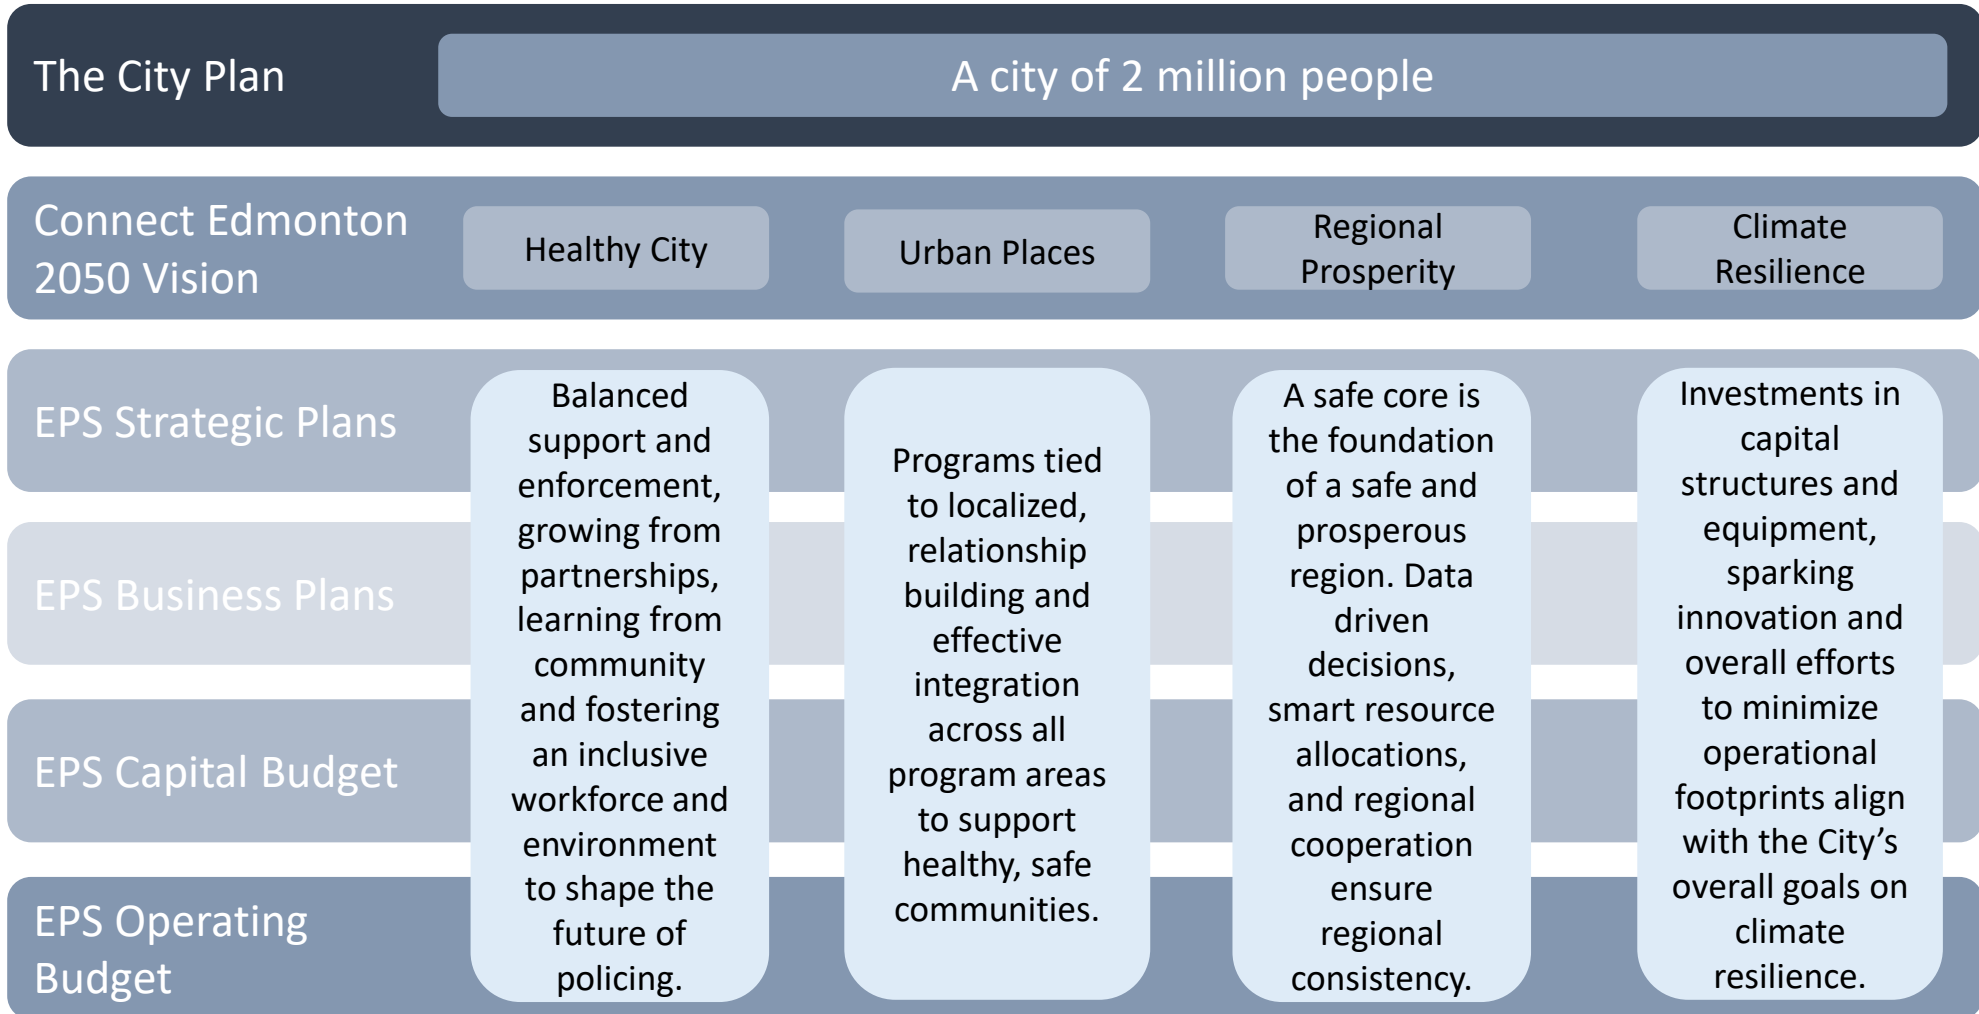 The City Plan
A city of 2 million people
Connect Edmonton
2050 Vision
Healthy City
Urban Places
Regional
Prosperity
Climate
Resilience
EPS Strategic Plans
EPS Business Plans
EPS Capital Budget
EPS Operating
Budget
Balanced
support and
enforcement,
growing from
partnerships,
learning from
community
and fostering
an inclusive
workforce and
environment
to shape the
future of
policing.
Programs tied
to localized,
relationship
building and
effective
integration
across all
program areas
to support
healthy, safe
communities.
A safe core is
the foundation
of a safe and
prosperous
region. Data
driven
decisions,
smart resource
allocations,
and regional
cooperation
ensure
regional
consistency.
Investments in
capital
structures and
equipment,
sparking
innovation and
overall efforts
to minimize
operational
footprints align
with the City’s
overall goals on
climate
resilience.